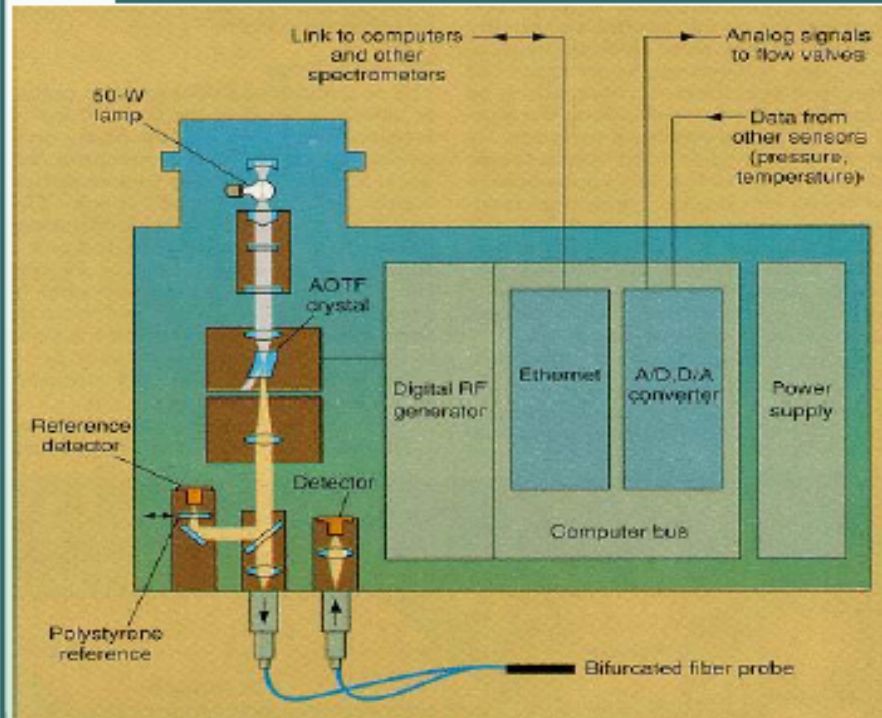 Link to computers
and other
spectrometers
Analog signals
to flow valves
50-W
lamp
Data from
other sensors
(pressure,
temperature)
AOTF
crystal
Digital RF
generator
Ethernet
A/D,D/A
converter
Power
supply
Reference
detector
Detector
Computer bus
Polystyrene
reference
Bifurcated fiber probe